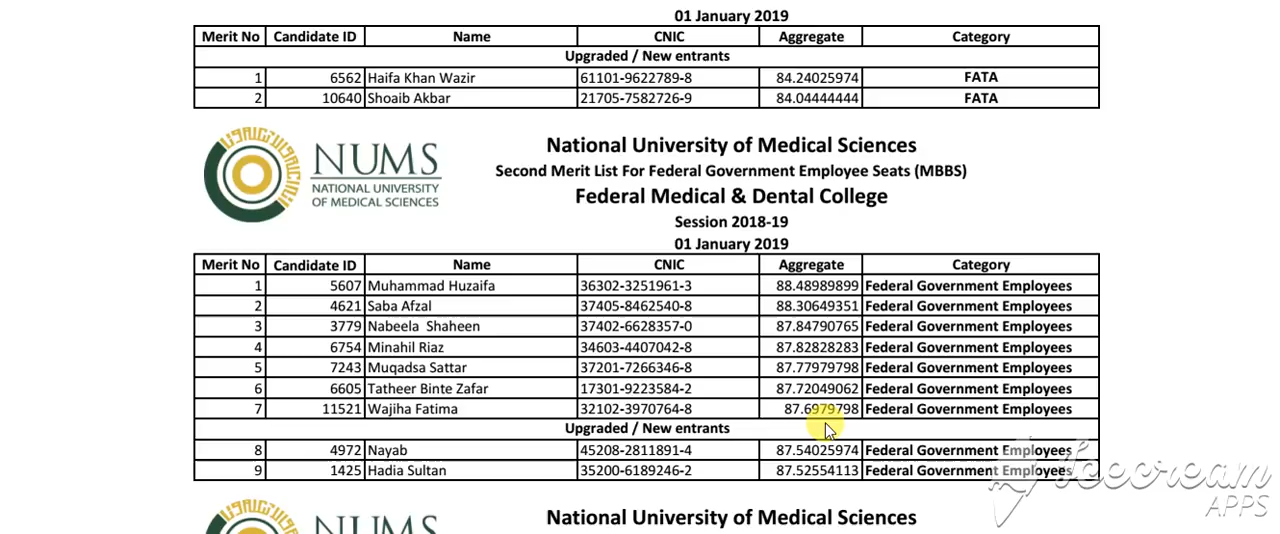 01 January 2019
Merit No Candidate ID Name CNIC Aggregate Category
Upgraded / New entrants
1 6562 Haifa Khan Wazir 61101-9622789-8 84.24025974 FATA
2 10640 Shoaib Akbar 21705-7582726-9 84.04444444 FATA
NUMS
NATIONAL UNIVERSITY
OF MEDICAL SCIENCES
National University of Medical Sciences
Second Merit List For Federal Government Employee Seats (MBBS)
Federal Medical & Dental College
Session 2018-19
01 January 2019
Merit No Candidate ID Name CNIC Aggregate Category
1 5607 Muhammad Huzaifa 36302-3251961-3 88.48989899 Federal Government Employees
2 4621 Saba Afzal 37405-8462540-8 88.30649351 Federal Government Employees
3 3779 Nabeela Shaheen 37402-6628357-0 87.84790765 Federal Government Employees
4 6754 Minahil Riaz 34603-4407042-8 87.82828283 Federal Government Employees
5 7243 Muqadsa Sattar 37201-7266346-8 87.77979798 Federal Government Employees
6 6605 Tatheer Binte Zafar 17301-9223584-2 87.72049062 Federal Government Employees
7 11521 Wajiha Fatima 32102-3970764-8 87.6979798 Federal Government Employees
Upgraded / New entrants
8 4972 Nayab 45208-2811891-4 87.54025974 Federal Government Employees
9 1425 Hadia Sultan 35200-6189246-2 87.52554113 Federal Government Employees
Icecream
APPS
NUMS
National University of Medical Sciences